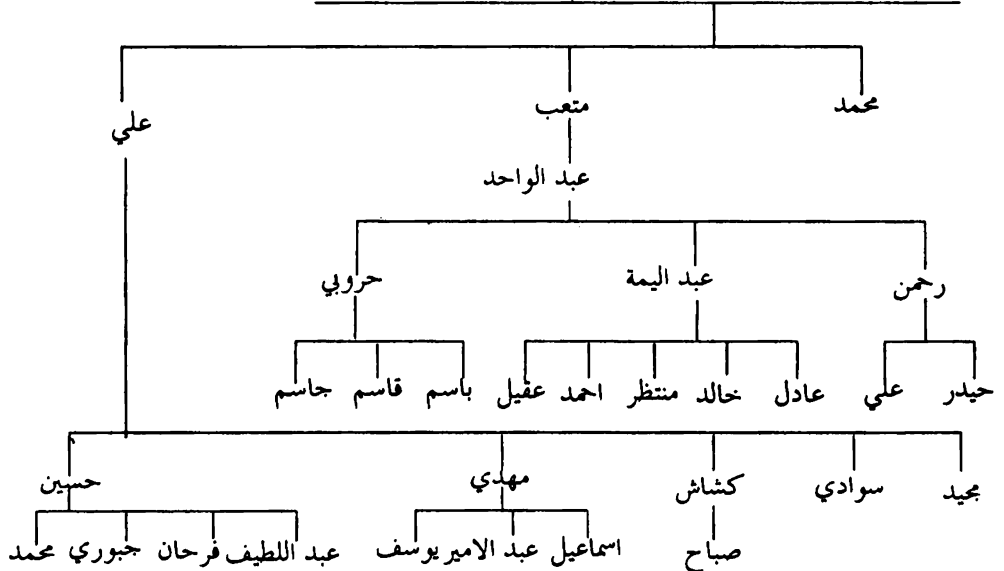 محمد متعب علي
عبد الواحد
رحمن عبد اليمة حروبي
حيدر علي عادل خالد منتظر احمد عقيل باسم قاسم جاسم
مجيد سوادي كشاش مهدي حسين
صباح اسماعيل عبد الامير يوسف عبد اللطيف فرحان جبوري محمد